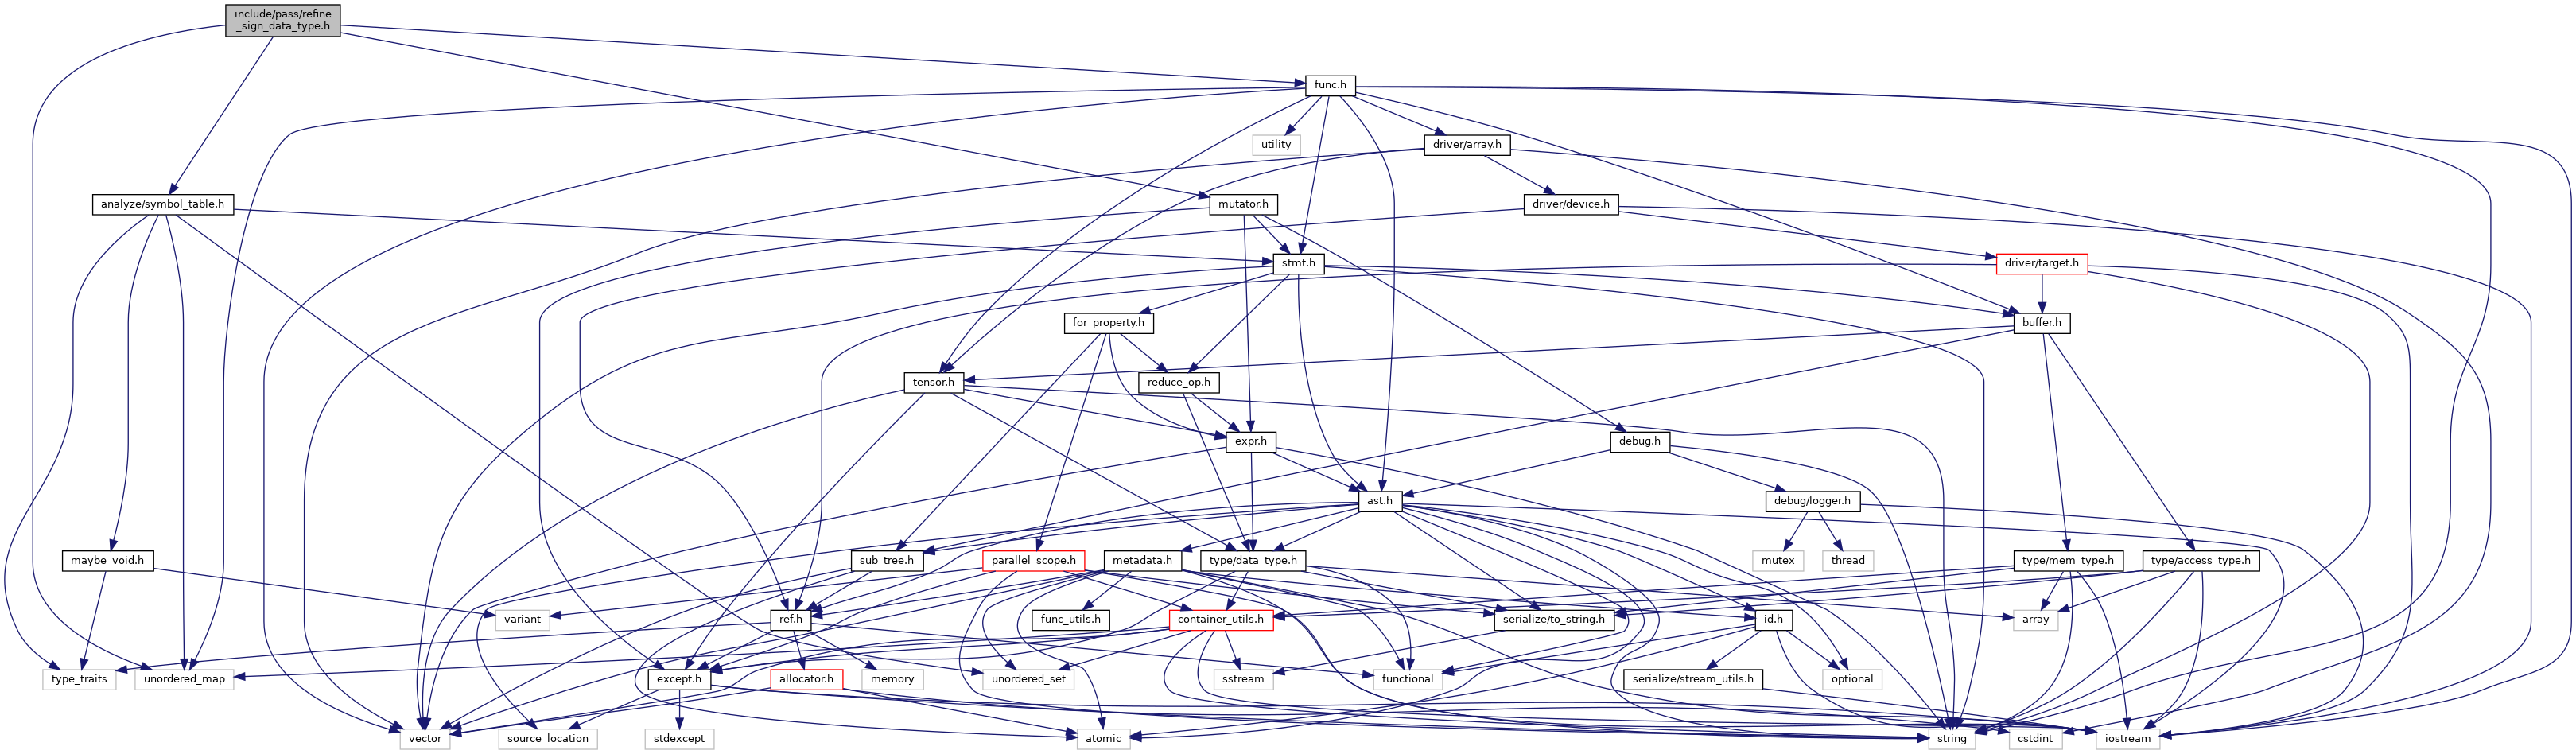 include/pass/refine
_sign_data_type.h
func.h
utility
driver/array.h
analyze/symbol_table.h
mutator.h
driver/device.h
stmt.h
driver/target.h
for_property.h
buffer.h
tensor.h
reduce_op.h
expr.h
debug.h
ast.h
debug/logger.h
maybe_void.h
sub_tree.h
parallel_scope.h
metadata.h
type/data_type.h
mutex
thread
type/mem_type.h
type/access_type.h
variant
ref.h
func_utils.h
container_utils.h
serialize/to_string.h
id.h
array
type_traits
unordered_map
except.h
allocator.h
memory
unordered_set
sstream
functional
serialize/stream_utils.h
optional
vector
source_location
stdexcept
atomic
string
cstdint
iostream